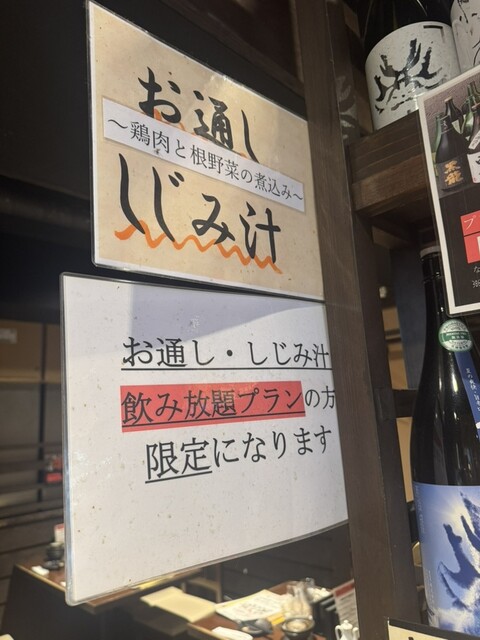 お通し
～鶏肉と根野菜の煮込み～
しじみ汁
お通し・しじみ汁
飲み放題プランの方
限定になります